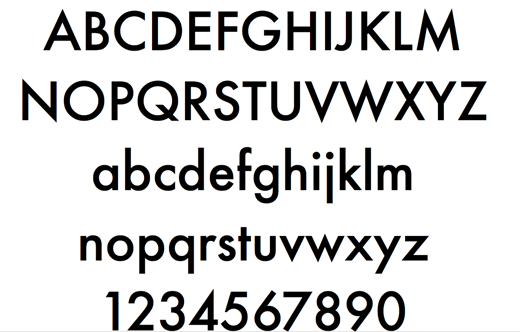 ABCDEFGHIJKLM
NOPQRSTUVWXYZ
abcdefghijklm
nopqrstuvwxyz
1234567890